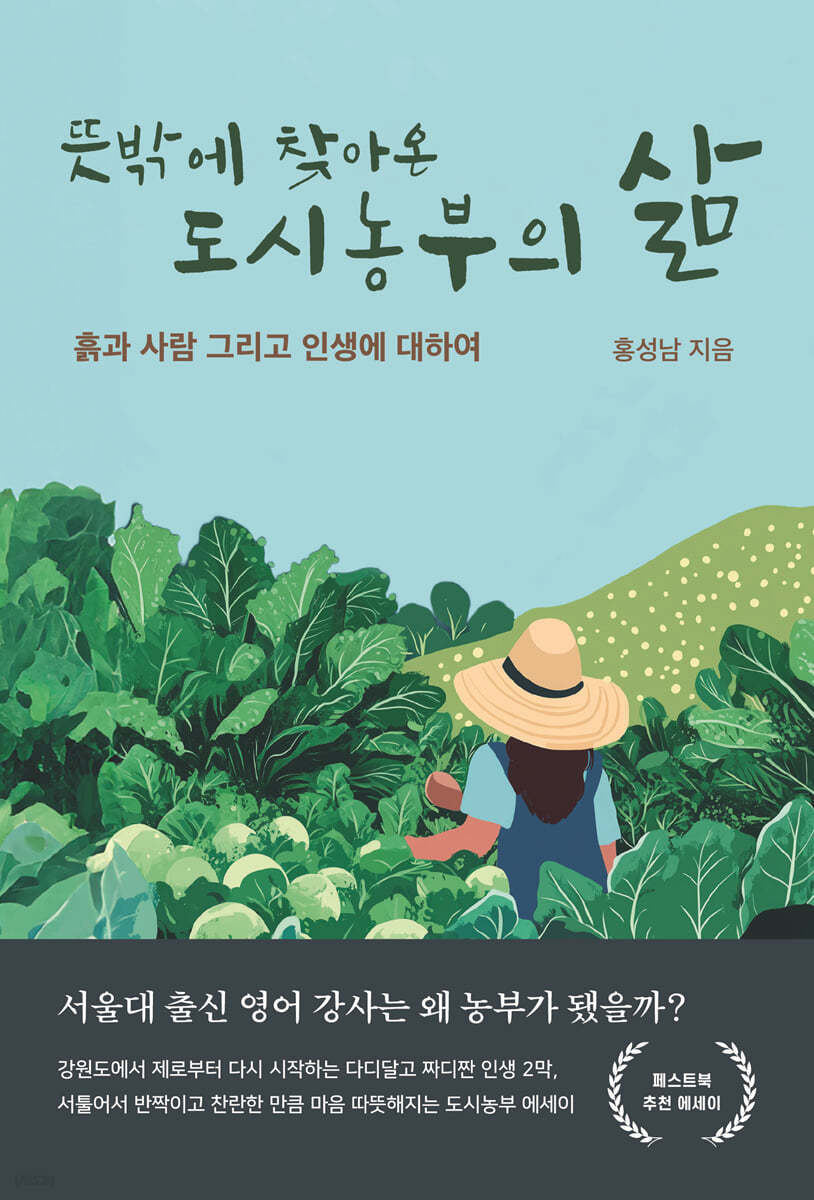 뜻밖에 찾아온
도시농부의 삶
흙과 사람 그리고 인생에 대하여
홍성남 지음
서울대 출신 영어 강사는 왜 농부가 됐을까?
강원도에서 제로부터 다시 시작하는 다디달고 짜디짠 인생 2막,
서툴어서 반짝이고 찬란한 만큼 마음 따뜻해지는 도시농부 에세이
페스트북
추천 에세이